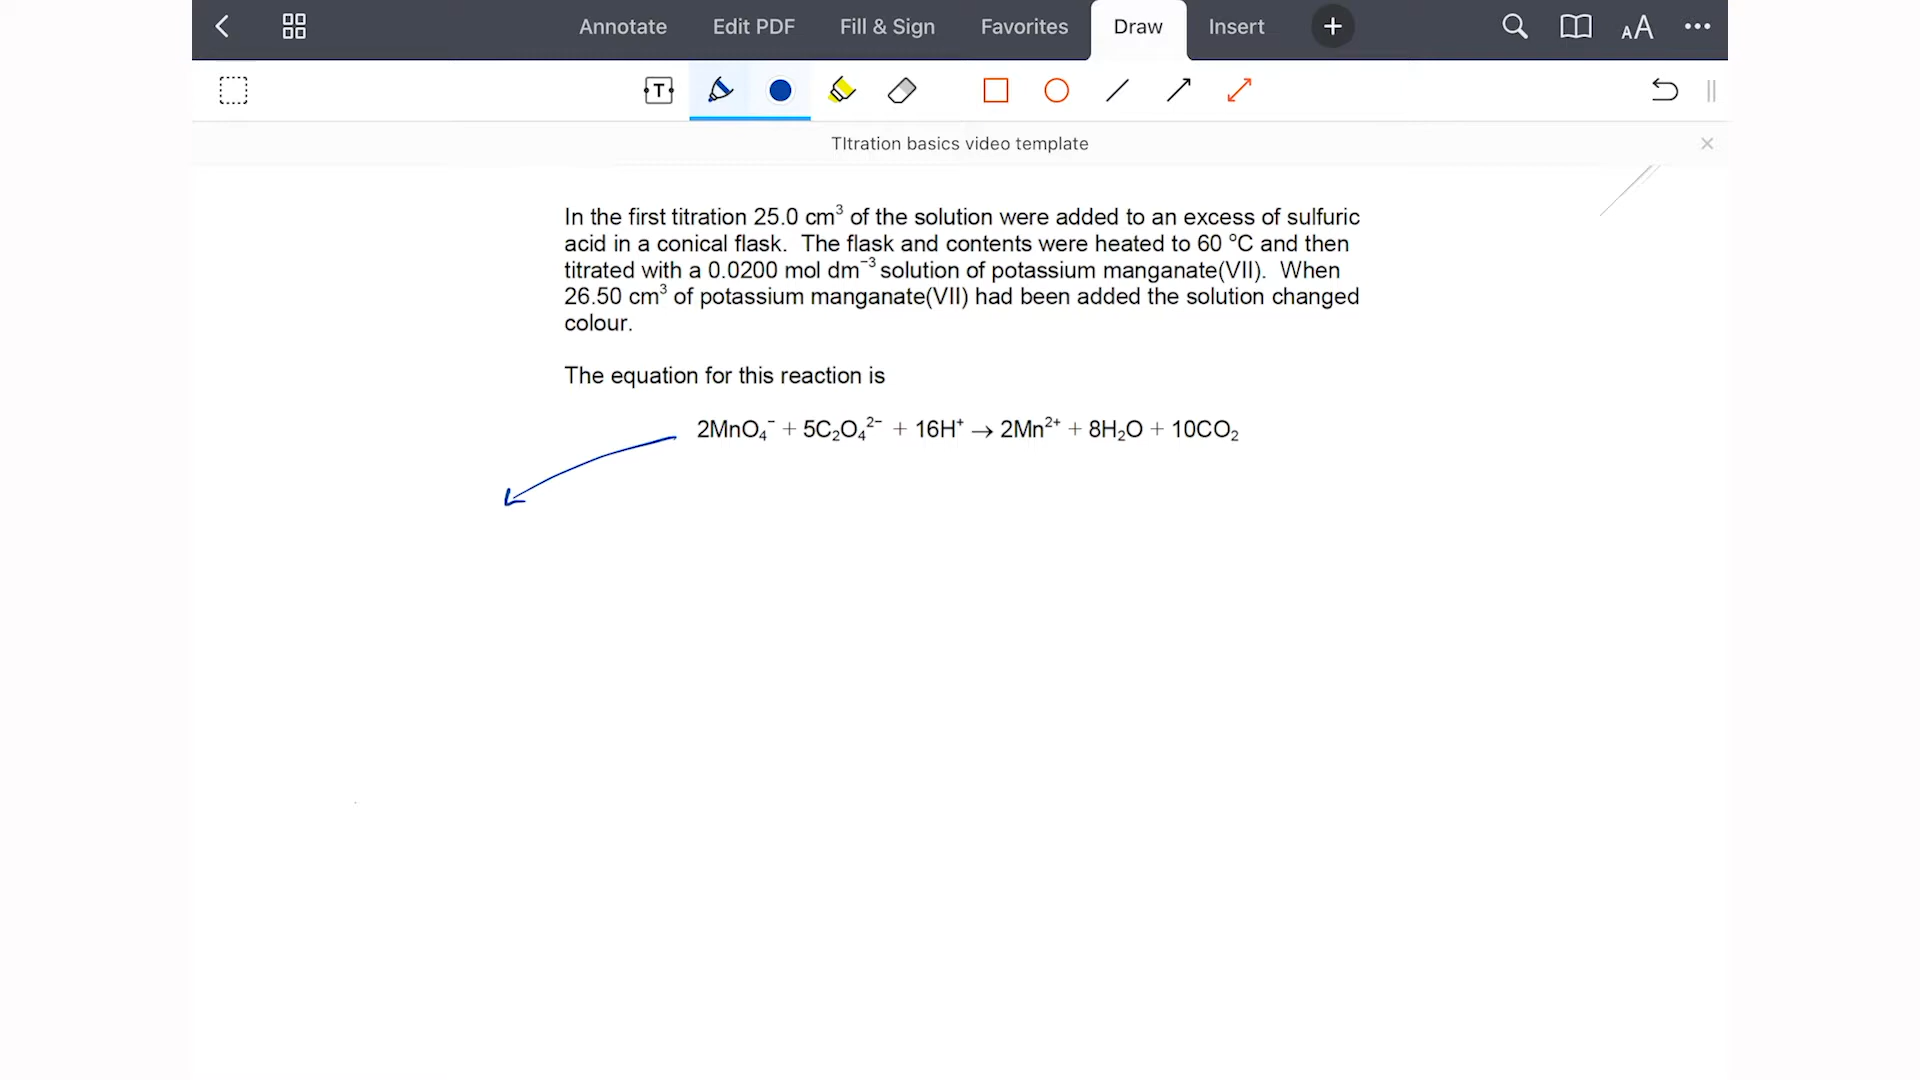 Annotate Edit PDF Fill & Sign Favorites Draw Insert
AA
T
TItration basics video template
In the first titration 25.0 cm³ of the solution were added to an excess of sulfuric
acid in a conical flask. The flask and contents were heated to 60 °C and then
titrated with a 0.0200 mol dm⁻³ solution of potassium manganate(VII). When
26.50 cm³ of potassium manganate(VII) had been added the solution changed
colour.
The equation for this reaction is
2MnO₄⁻ + 5C₂O₄²⁻ + 16H⁺ → 2Mn²⁺ + 8H₂O + 10CO₂